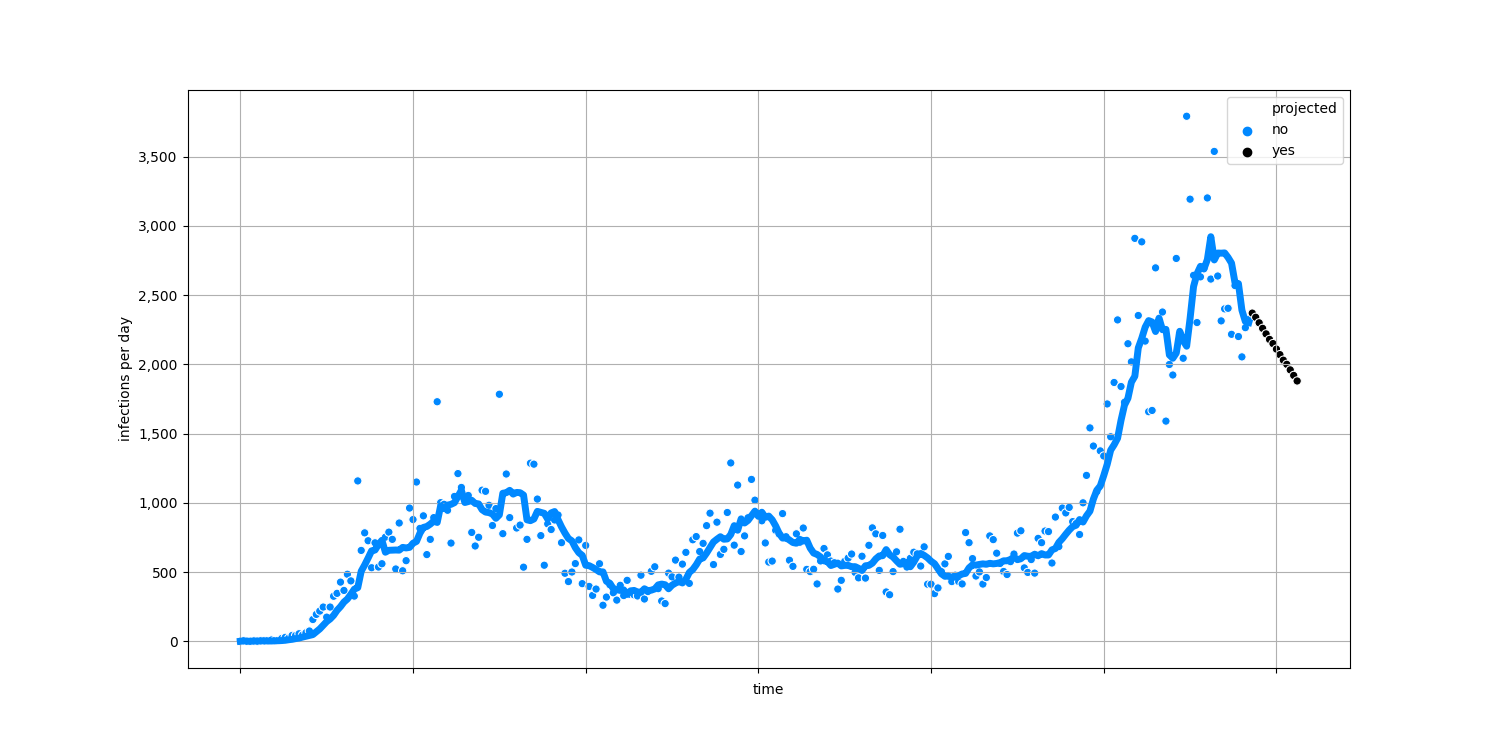 projected
no
yes
3,500
3,000
2,500
2,000
1,500
1,000
500
0
infections per day
time